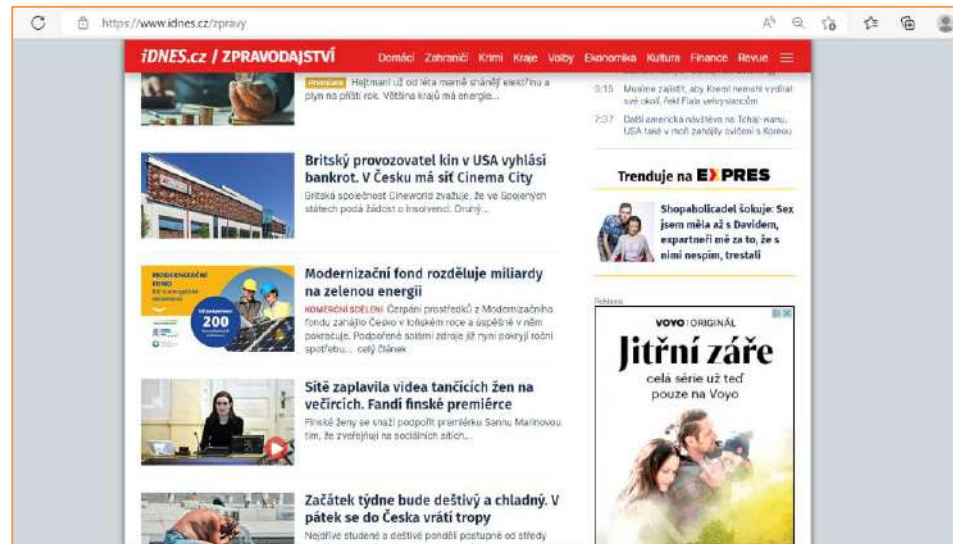 https://www.idnes.cz/zpravy
iDNES.cz / ZPRAVODAJSTVÍ
Domácí Zahraničí Krimi Kraje Volby Ekonomika Kultura Finance Revue
Hejtmani už od léta marně shánějí elektřinu a
plyn na příští rok. Většina krajů má energie...
Britský provozovatel kin v USA vyhlásí
bankrot. V Česku má síť Cinema City
Britská společnost Cineworld zvažuje, že ve Spojených
státech podá žádost o insolvenci. Druhý...
MODERNIZAČNÍ
FOND
200
Modernizační fond rozděluje miliardy
na zelenou energii
KOMERČNÍ SDĚLENÍ Čerpání prostředků z Modernizačního
fondu zahájilo Česko v loňském roce a úspěšně v něm
pokračuje. Podpořené solární zdroje již nyní pokryjí roční
spotřebu... celý článek
Sítě zaplavila videa tančících žen na
večírcích. Fandí finské premiérce
Finské ženy se snaží podpořit premiérku Sannu Marinovou
tím, že zveřejňují na sociálních sítích...
Začátek týdne bude deštivý a chladný. V
pátek se do Česka vrátí tropy
Nejdříve studené a deštivé pondělí postupně od středy
9:15 Musíme zajistit, aby Kreml nemohl vydírat
své okolí, řekl Fiala velvyslancům
7:37 Další americká návštěva na Tchaj-wanu,
USA také v moři zahájily cvičení s Koreou
Trenduje na EXPRES
Shopaholicadel šokuje: Sex
jsem měla až s Davidem,
expartneři mě za to, že s
nimi nespím, trestali
Reklama
VOYO | ORIGINÁL
Jitřní záře
celá série už teď
pouze na Voyo